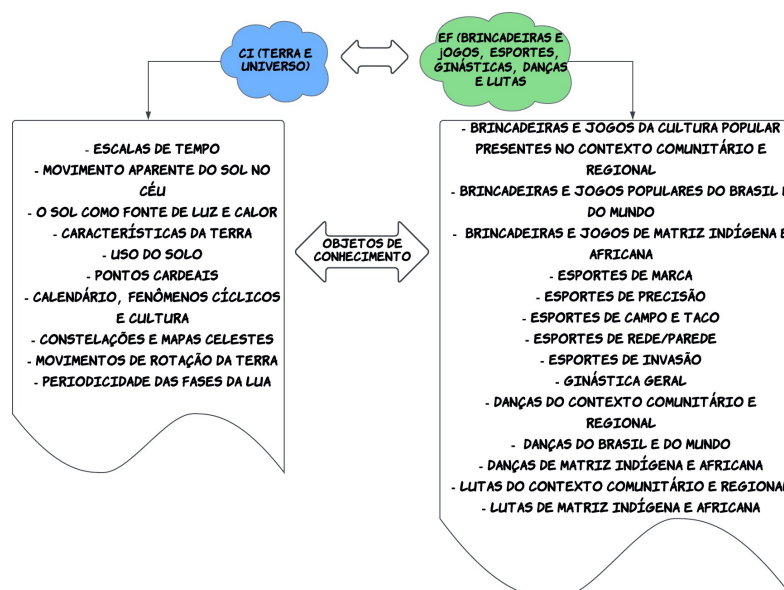 CI (TERRA E
UNIVERSO)
EF (BRINCADEIRAS E
jOGOS, ESPORTES,
GINÁSTICAS, DANÇAS
E LUTAS
- ESCALAS DE TEMPO
- MOVIMENTO APARENTE DO SOL NO
CÉU
- O SOL COMO FONTE DE LUZ E CALOR
- CARACTERÍSTICAS DA TERRA
- USO DO SOLO
- PONTOS CARDEAIS
- CALENDÁRIO, FENÔMENOS CÍCLICOS
E CULTURA
- CONSTELAÇÕES E MAPAS CELESTES
- MOVIMENTOS DE ROTAÇÃO DA TERRA
- PERIODICIDADE DAS FASES DA LUA
OBJETOS DE
CONHECIMENTO
- BRINCADEIRAS E JOGOS DA CULTURA POPULAR
PRESENTES NO CONTEXTO COMUNITÁRIO E
REGIONAL
- BRINCADEIRAS E JOGOS POPULARES DO BRASIL E
DO MUNDO
- BRINCADEIRAS E JOGOS DE MATRIZ INDÍGENA E
AFRICANA
- ESPORTES DE MARCA
- ESPORTES DE PRECISÃO
- ESPORTES DE CAMPO E TACO
- ESPORTES DE REDE/PAREDE
- ESPORTES DE INVASÃO
- GINÁSTICA GERAL
- DANÇAS DO CONTEXTO COMUNITÁRIO E
REGIONAL
- DANÇAS DO BRASIL E DO MUNDO
- DANÇAS DE MATRIZ INDÍGENA E AFRICANA
- LUTAS DO CONTEXTO COMUNITÁRIO E REGIONAL
- LUTAS DE MATRIZ INDÍGENA E AFRICANA